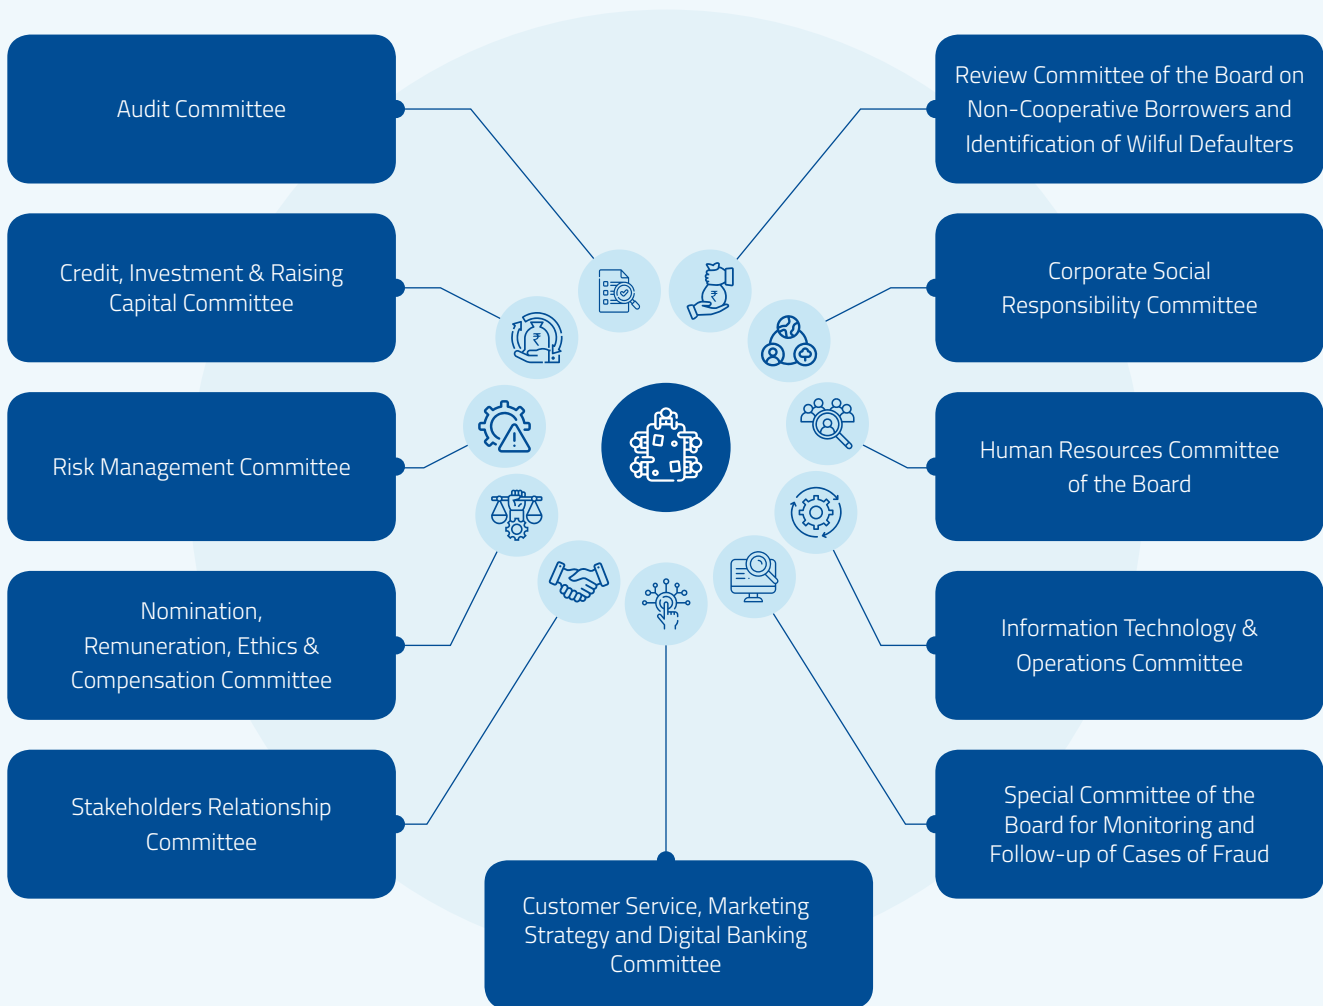 Audit Committee
Credit, Investment & Raising
Capital Committee
Risk Management Committee
Nomination,
Remuneration, Ethics &
Compensation Committee
Stakeholders Relationship
Committee
Customer Service, Marketing
Strategy and Digital Banking
Committee
Review Committee of the Board on
Non-Cooperative Borrowers and
Identification of Wilful Defaulters
Corporate Social
Responsibility Committee
Human Resources Committee
of the Board
Information Technology &
Operations Committee
Special Committee of the
Board for Monitoring and
Follow-up of Cases of Fraud
₹
₹